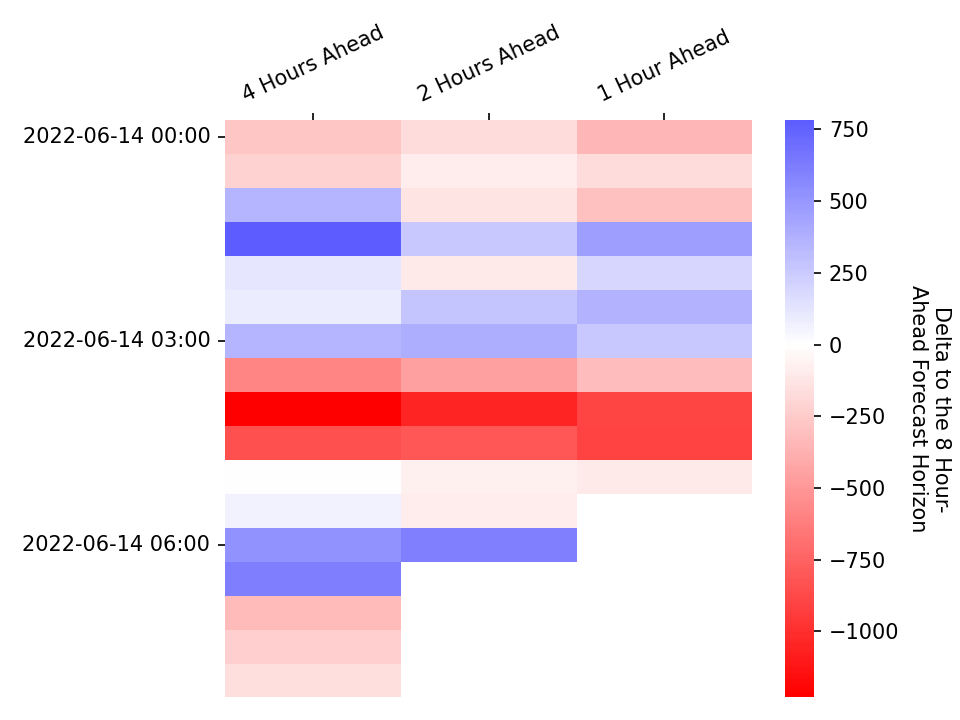 4 Hours Ahead
2 Hours Ahead
1 Hour Ahead
2022-06-14 00:00
2022-06-14 03:00
2022-06-14 06:00
750
500
250
0
−250
−500
−750
−1000
Delta to the 8 Hour-
Ahead Forecast Horizon